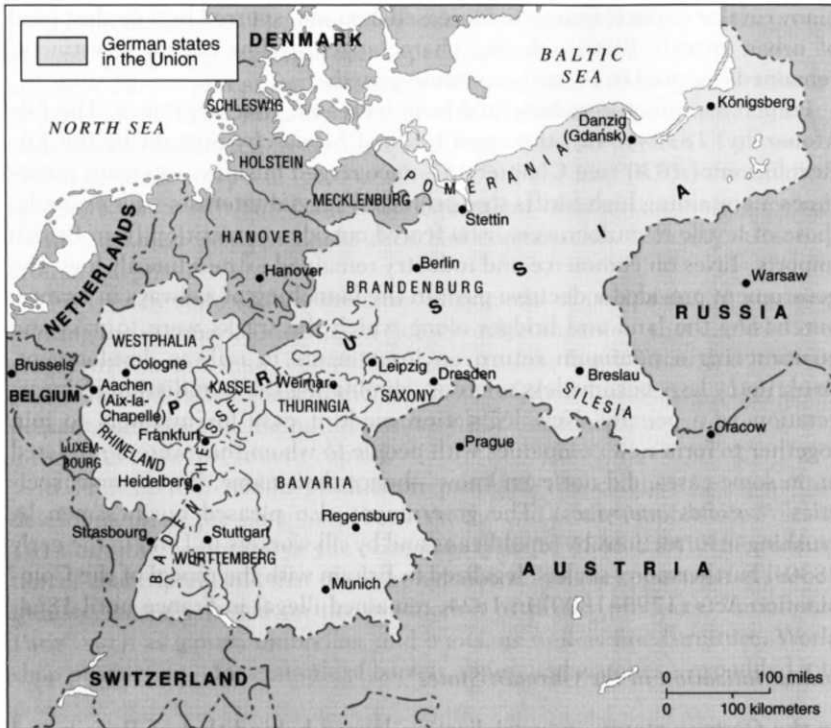 German states
in the Union
DENMARK
BALTIC
SEA
NORTH SEA
SCHLESWIG
Königsberg
Danzig
(Gdańsk)
HOLSTEIN
POMERANIA
MECKLENBURG
Stettin
NETHERLANDS
HANOVER
Hanover
Berlin
BRANDENBURG
Warsaw
RUSSIA
PRUSSIA
WESTPHALIA
Brussels
Cologne
BELGIUM
Aachen
(Aix-la-
Chapelle)
KASSEL
Weimar
Leipzig
Dresden
SAXONY
Breslau
SILESIA
THURINGIA
HESSE
Frankfurt
RHINELAND
LUXEM-
BOURG
Prague
Oracow
Heidelberg
BAVARIA
BADEN
Regensburg
Strasbourg
Stuttgart
WÜRTTEMBERG
Munich
AUSTRIA
SWITZERLAND
0 100 miles
0 100 kilometers